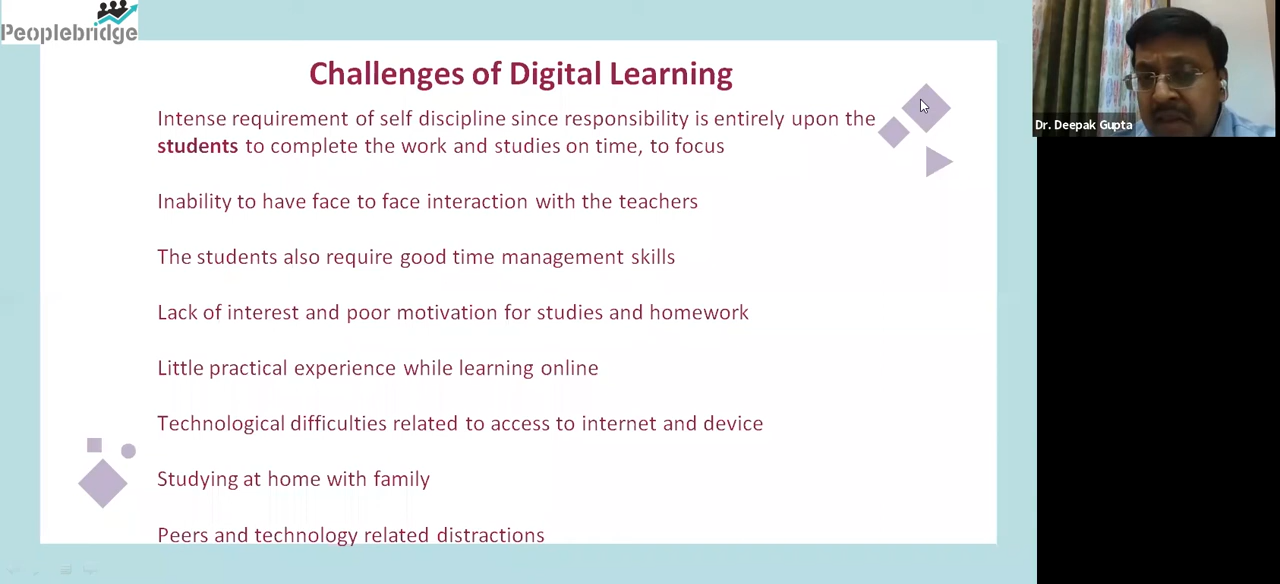 Peoplebridge
Challenges of Digital Learning
Intense requirement of self discipline since responsibility is entirely upon the
students to complete the work and studies on time, to focus
Inability to have face to face interaction with the teachers
The students also require good time management skills
Lack of interest and poor motivation for studies and homework
Little practical experience while learning online
Technological difficulties related to access to internet and device
Studying at home with family
Peers and technology related distractions
Dr. Deepak Gupta